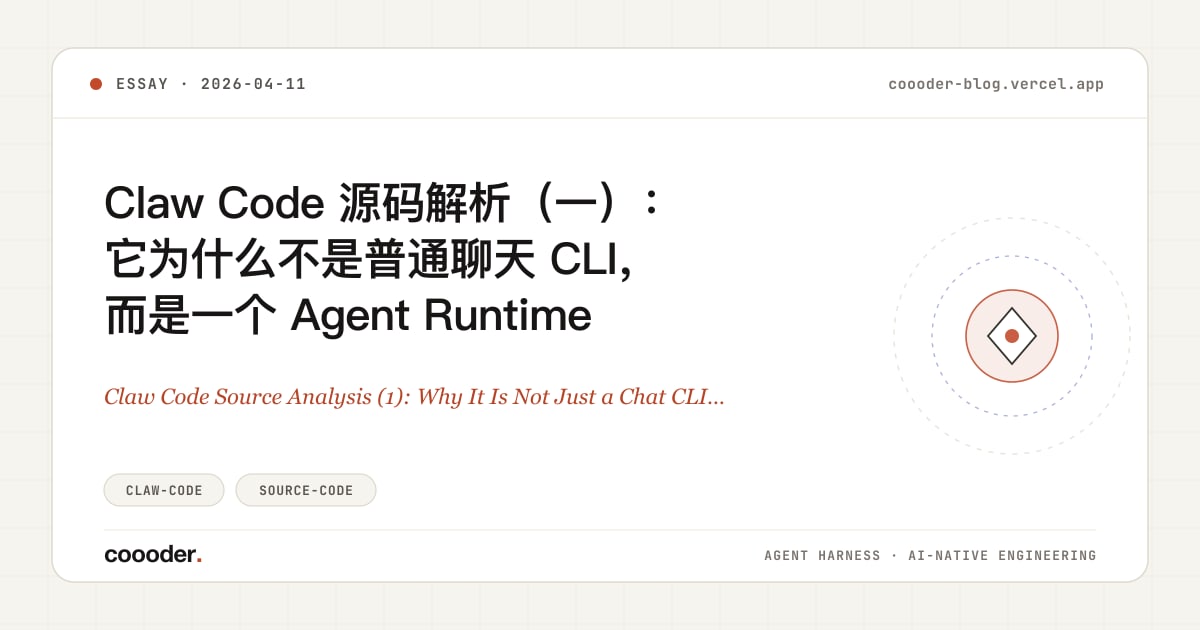 ESSAY · 2026-04-11
coooder-blog.vercel.app
Claw Code 源码解析（一）：
它为什么不是普通聊天 CLI,
而是一个 Agent Runtime
Claw Code Source Analysis (1): Why It Is Not Just a Chat CLI...
CLAW-CODE
SOURCE-CODE
coooder.
AGENT HARNESS · AI-NATIVE ENGINEERING